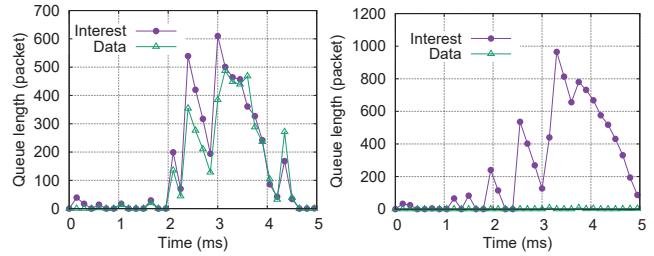 700
600
500
400
300
200
100
0
Queue length (packet)
Interest
Data
0 1 2 3 4 5
Time (ms)
1200
1000
800
600
400
200
0
Queue length (packet)
Interest
Data
0 1 2 3 4 5
Time (ms)